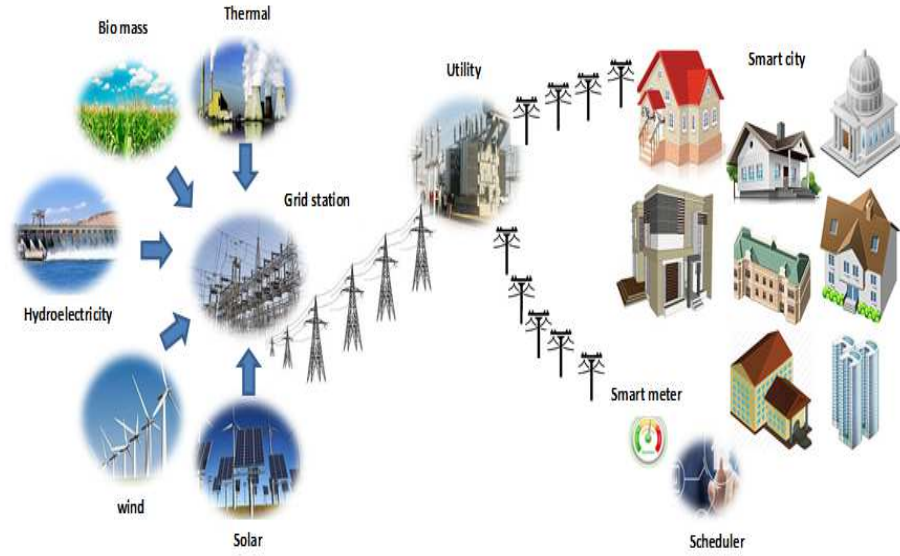 Thermal
Bio mass
Utility
Smart city
Grid station
Hydroelectricity
Smart meter
wind
Solar
Scheduler